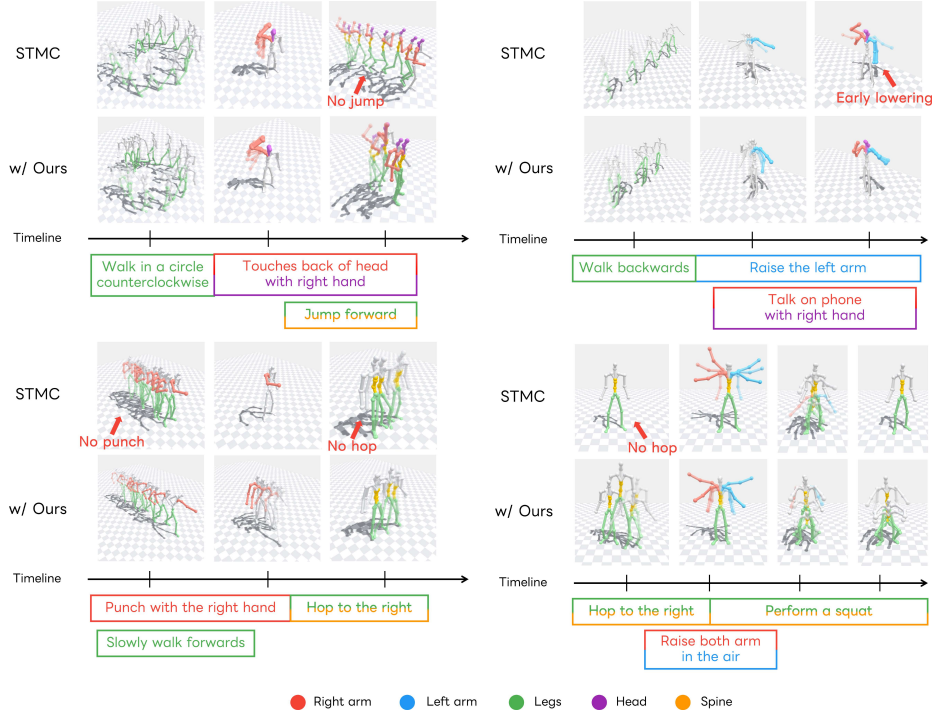 STMC
No jump
w/ Ours
Timeline
Walk in a circle
counterclockwise
Touches back of head
with right hand
Jump forward
STMC
Early lowering
w/ Ours
Timeline
Walk backwards
Raise the left arm
Talk on phone
with right hand
STMC
No punch
No hop
w/ Ours
Timeline
Punch with the right hand
Hop to the right
Slowly walk forwards
STMC
No hop
w/ Ours
Timeline
Hop to the right
Perform a squat
Raise both arm
in the air
Right arm
Left arm
Legs
Head
Spine